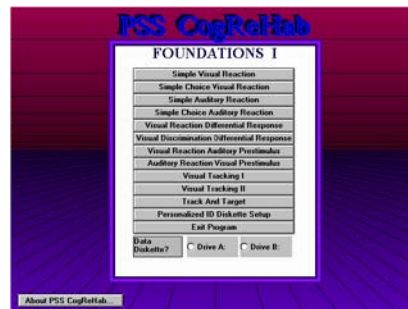 PSS CogReHab
FOUNDATIONS I
Simple Visual Reaction
Simple Choice Visual Reaction
Simple Auditory Reaction
Simple Choice Auditory Reaction
Visual Reaction Differential Response
Visual Discrimination Differential Response
Visual Reaction Auditory Prestimulus
Auditory Reaction Visual Prestimulus
Visual Tracking I
Visual Tracking II
Track And Target
Personalized ID Diskette Setup
Exit Program
Data
Diskette?
Drive A:
Drive B:
About PSS CogReHab...